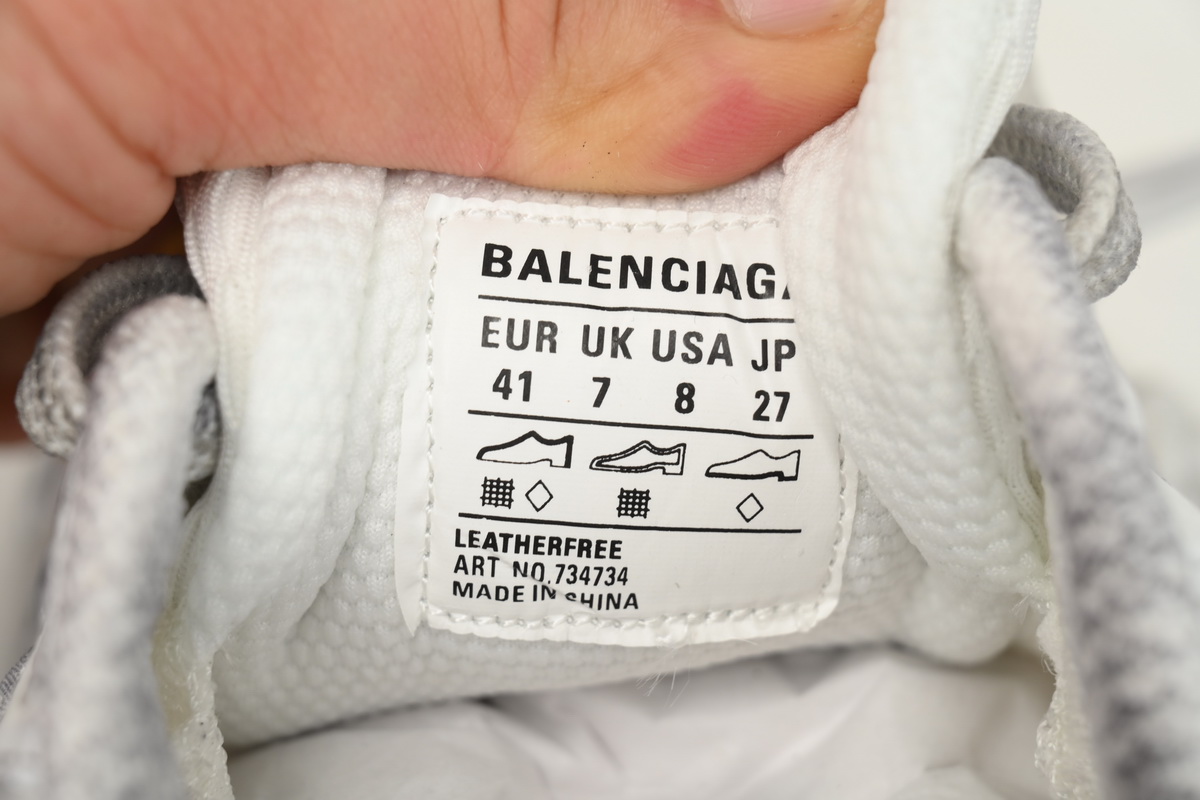 BALENCIAGA
EUR UK USA JP
41 7 8 27
LEATHERFREE
ART NO.734734
MADE IN CHINA